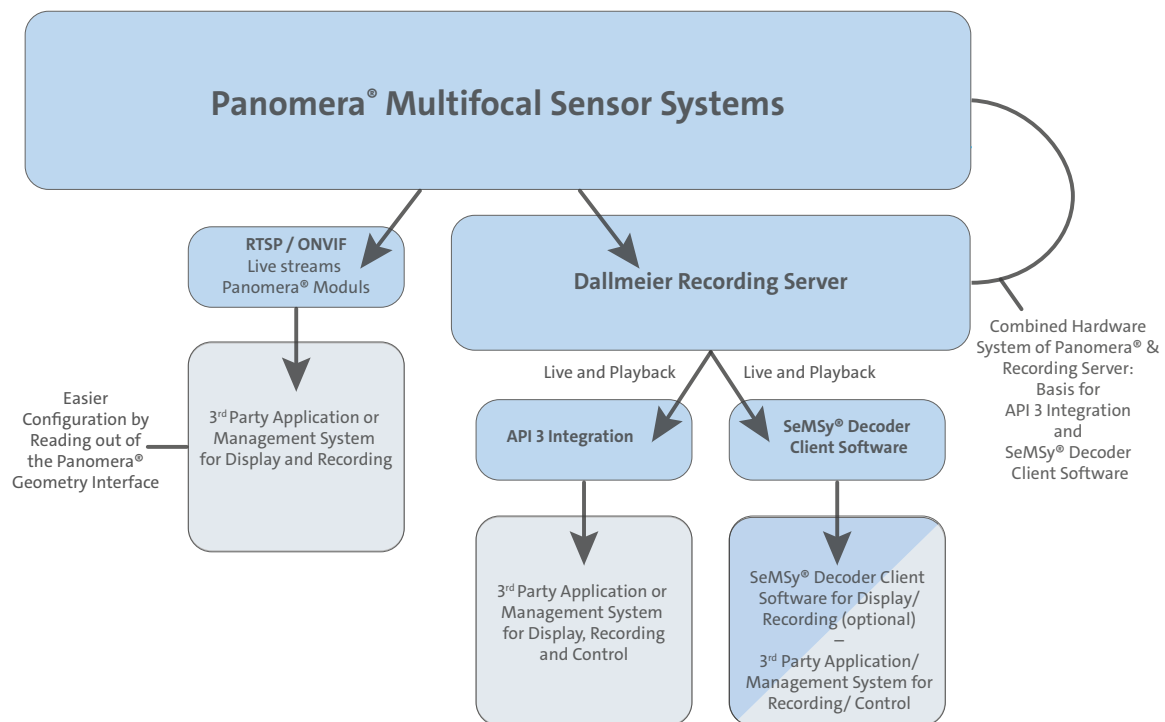 Panomera® Multifocal Sensor Systems
RTSP / ONVIF
Live streams
Panomera® Moduls
Dallmeier Recording Server
Combined Hardware
System of Panomera® &
Recording Server:
Basis for
API 3 Integration
and
SeMSy® Decoder
Client Software
Easier
Configuration by
Reading out of
the Panomera®
Geometry Interface
3rd Party Application or
Management System
for Display and Recording
Live and Playback
Live and Playback
API 3 Integration
SeMSy® Decoder
Client Software
3rd Party Application or
Management System
for Display, Recording
and Control
SeMSy® Decoder Client
Software for Display/
Recording (optional)
–
3rd Party Application/
Management System for
Recording/ Control